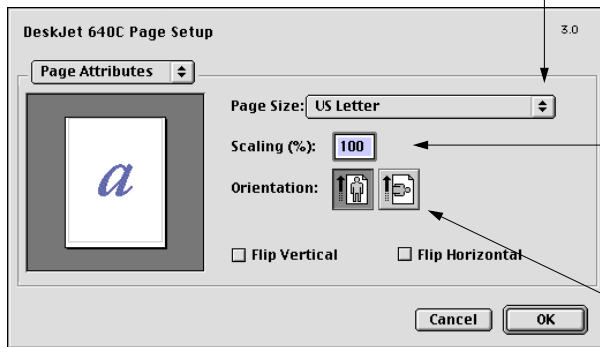 DeskJet 640C Page Setup 3.0
Page Attributes
Page Size: US Letter
a
Scaling (%): 100
Orientation:
Flip Vertical Flip Horizontal
Cancel OK